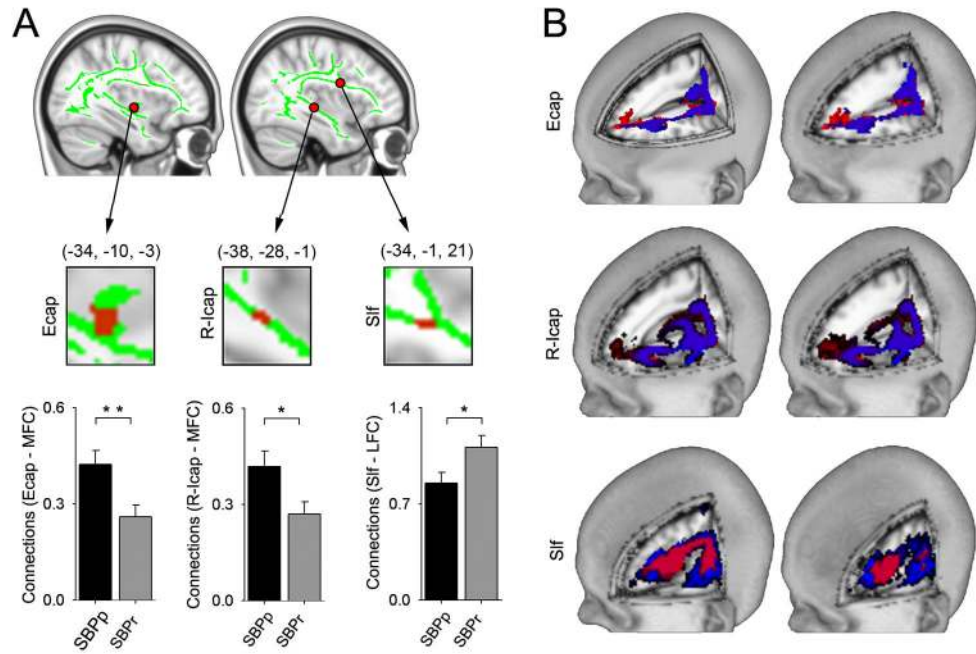 A
B
(-34, -10, -3)
(-38, -28, -1)
(-34, -1, 21)
Ecap
R-Icap
Slf
Connections (Ecap - MFC)
0.6
0.3
0.0
* *
SBPp
SBPr
Connections (R-Icap - MFC)
0.6
0.3
0.0
*
SBPp
SBPr
Connections (Slf - LFC)
1.4
0.7
0.0
*
SBPp
SBPr
Ecap
R-Icap
Slf